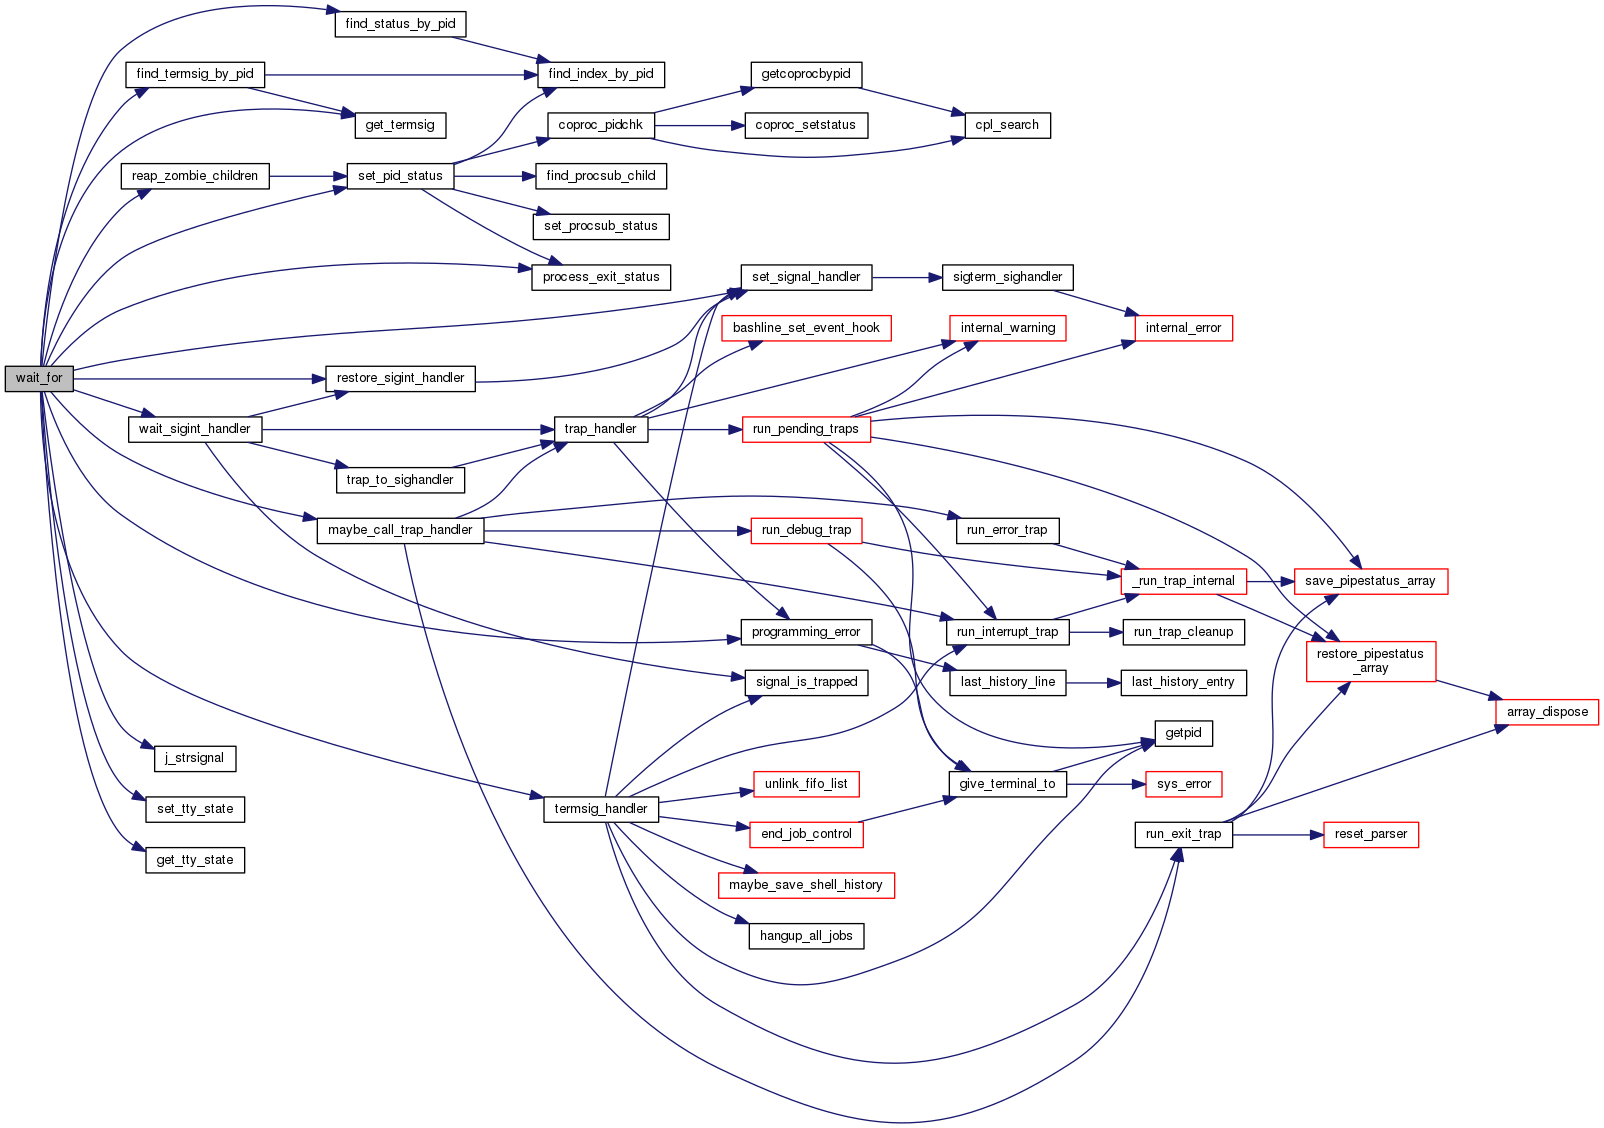 find_status_by_pid
find_termsig_by_pid
find_index_by_pid
getcoprocbypid
get_termsig
coproc_pidchk
coproc_setstatus
cpl_search
reap_zombie_children
set_pid_status
find_procsub_child
set_procsub_status
process_exit_status
set_signal_handler
sigterm_sighandler
bashline_set_event_hook
internal_warning
internal_error
wait_for
restore_sigint_handler
wait_sigint_handler
trap_handler
run_pending_traps
trap_to_sighandler
maybe_call_trap_handler
run_debug_trap
run_error_trap
_run_trap_internal
save_pipestatus_array
programming_error
run_interrupt_trap
run_trap_cleanup
restore_pipestatus
_array
signal_is_trapped
last_history_line
last_history_entry
array_dispose
getpid
j_strsignal
unlink_fifo_list
give_terminal_to
sys_error
set_tty_state
termsig_handler
end_job_control
run_exit_trap
reset_parser
get_tty_state
maybe_save_shell_history
hangup_all_jobs